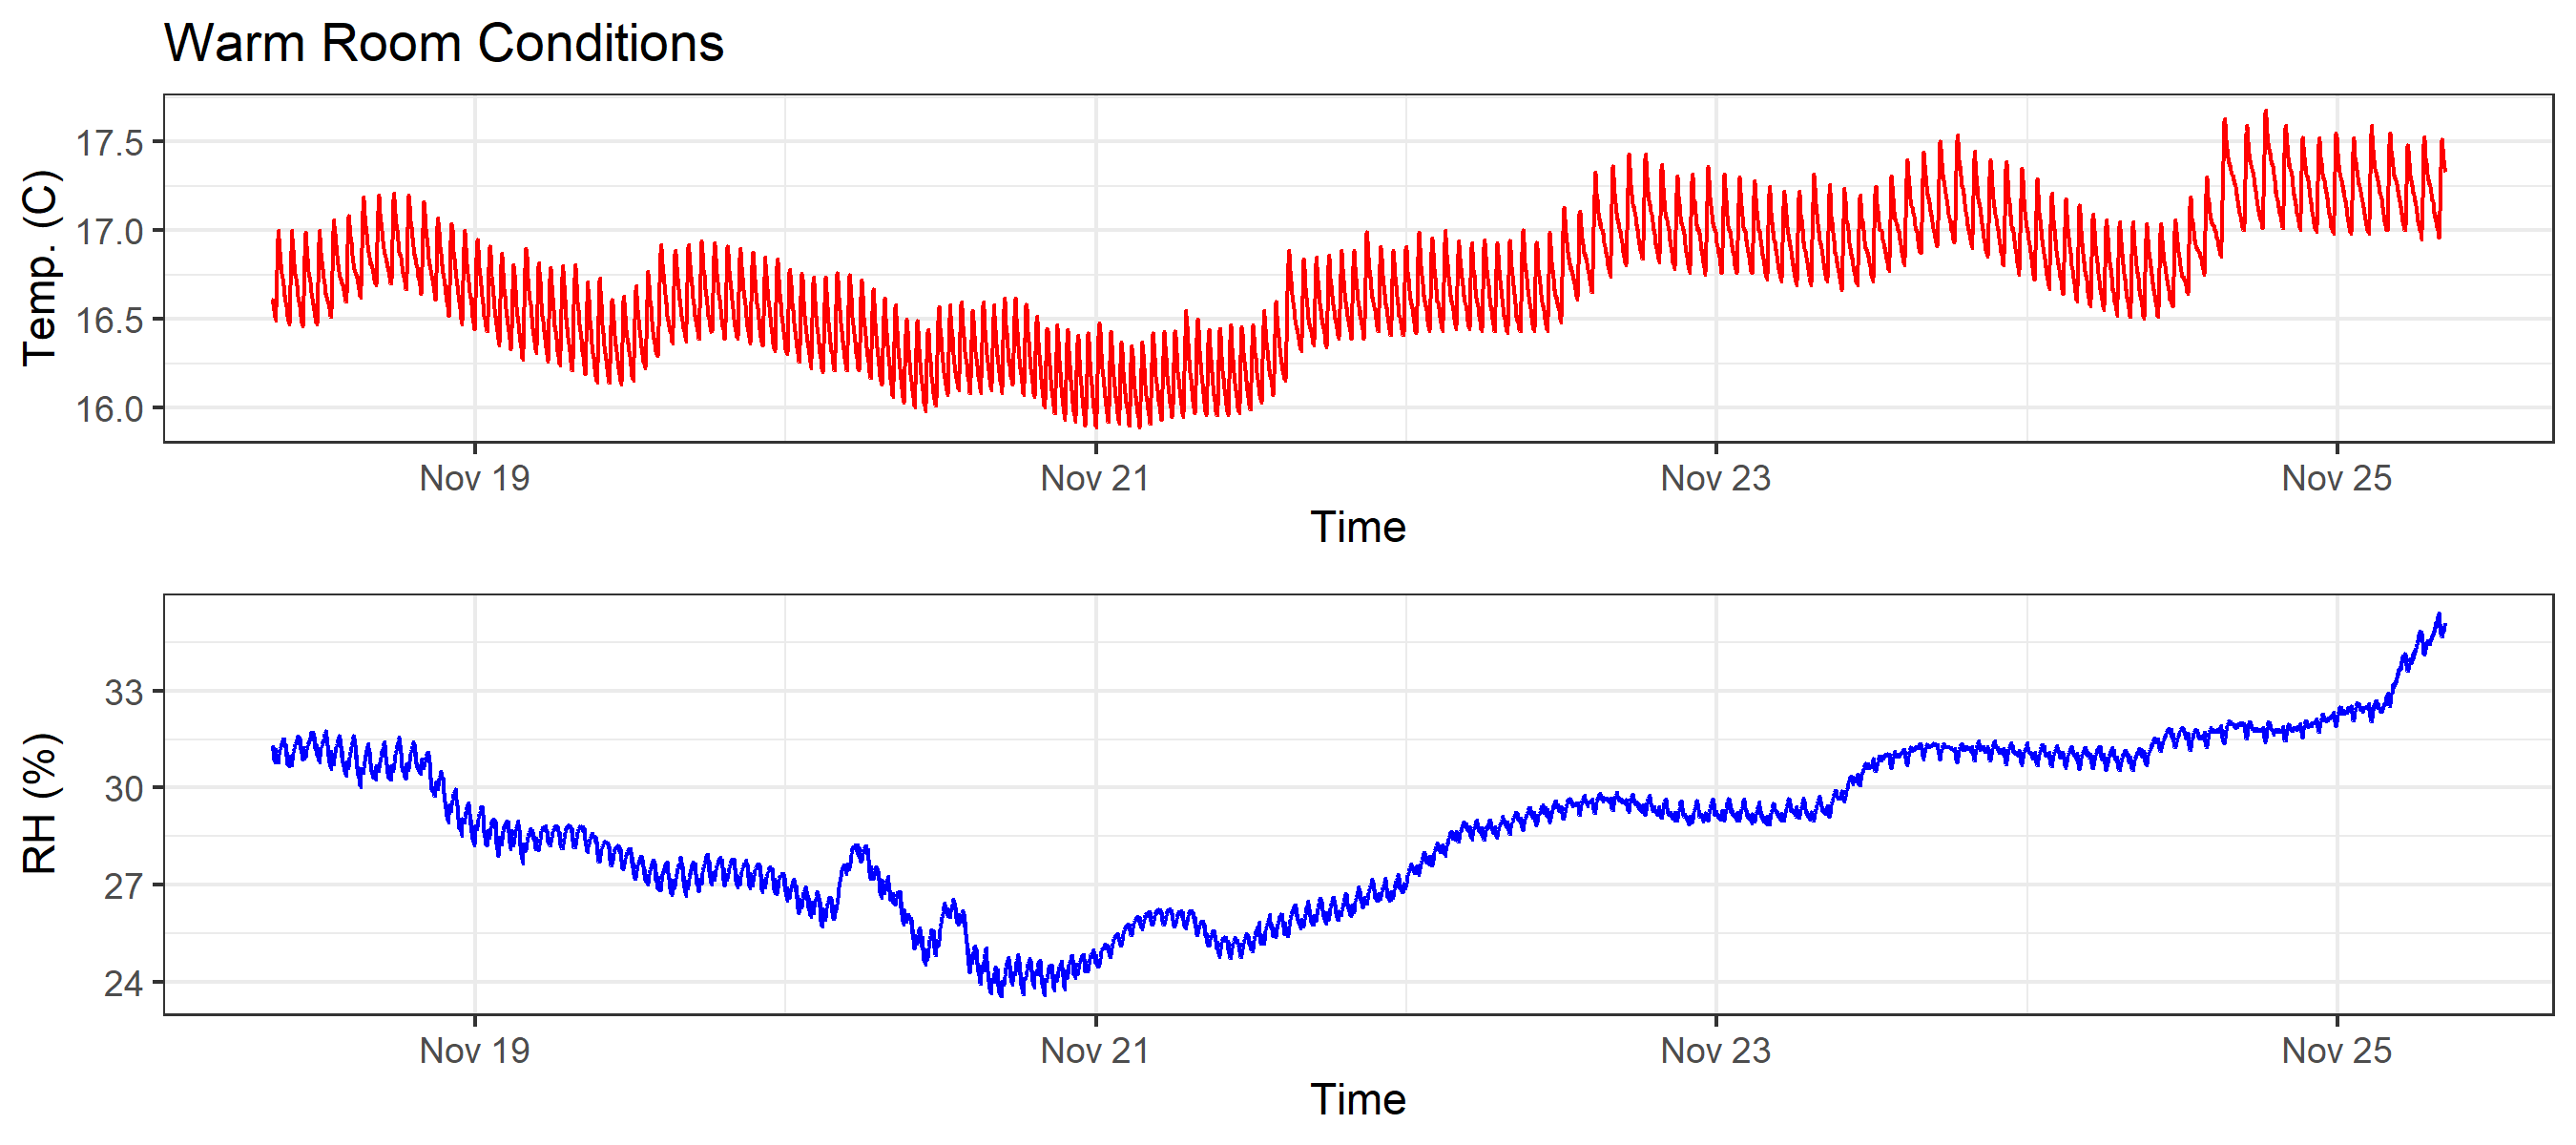 Warm Room Conditions
Temp. (C)
17.5
17.0
16.5
16.0
Nov 19 Nov 21 Nov 23 Nov 25
Time
RH (%)
33
30
27
24
Nov 19 Nov 21 Nov 23 Nov 25
Time